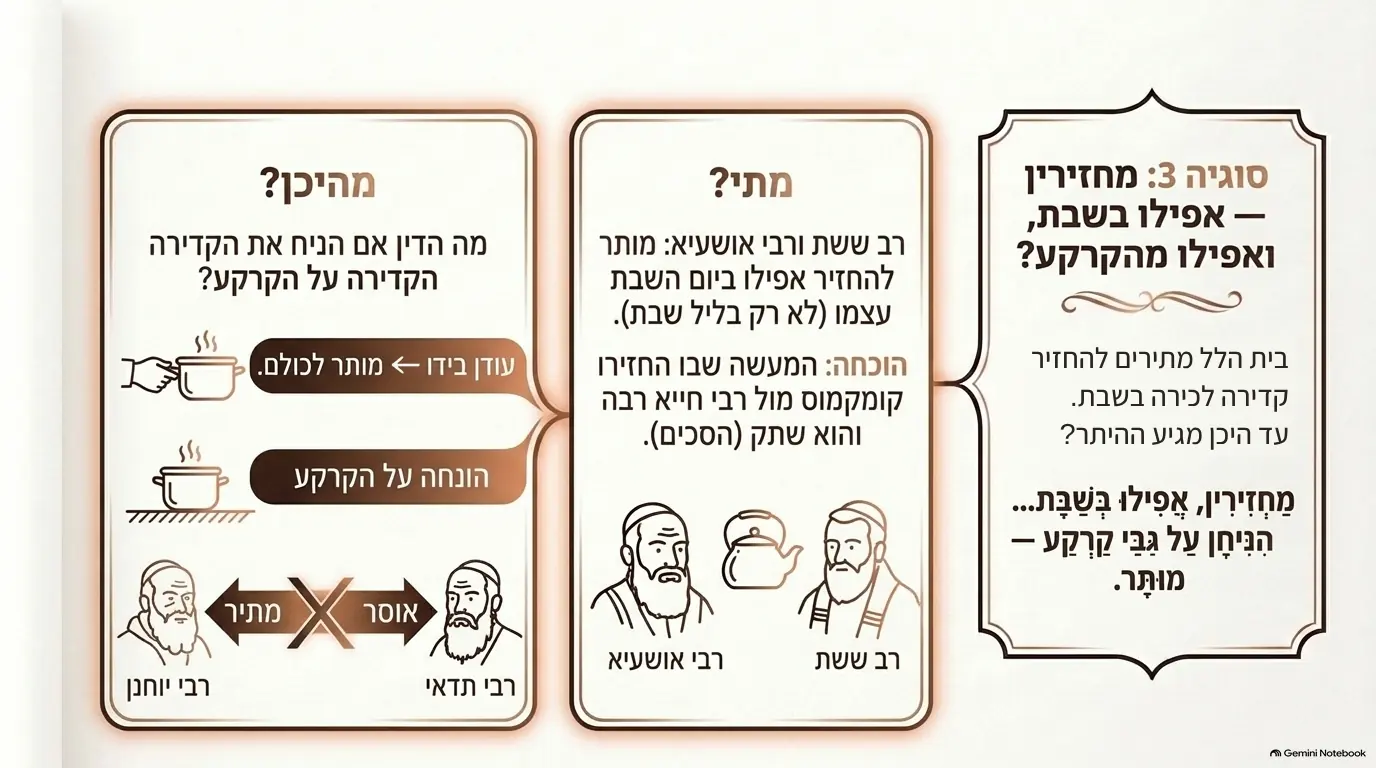 סוגיה 3: מחזירין
— אפילו בשבת,
ואפילו מהקרקע?
בית הלל מתירים להחזיר
קדירה לכירה בשבת.
עד היכן מגיע ההיתר?
מַחְזִירִין, אֲפִילוּ בְּשַׁבָּת...
הִנִּיחָן עַל גַּבֵּי קַרְקַע —
מוּתָּר.
מתי?
רב ששת ורבי אושעיא: מותר
להחזיר אפילו ביום השבת
עצמו (לא רק בליל שבת).
הוכחה: המעשה שבו החזירו
קומקמוס מול רבי חייא רבה
והוא שתק (הסכים).
רב ששת
רבי אושעיא
מהיכן?
מה הדין אם הניח את הקדירה
הקדירה על הקרקע?
עודן בידו ← מותר לכולם.
הונחה על הקרקע
אוסר
מתיר
רבי תדאי
רבי יוחנן
Gemini Notebook